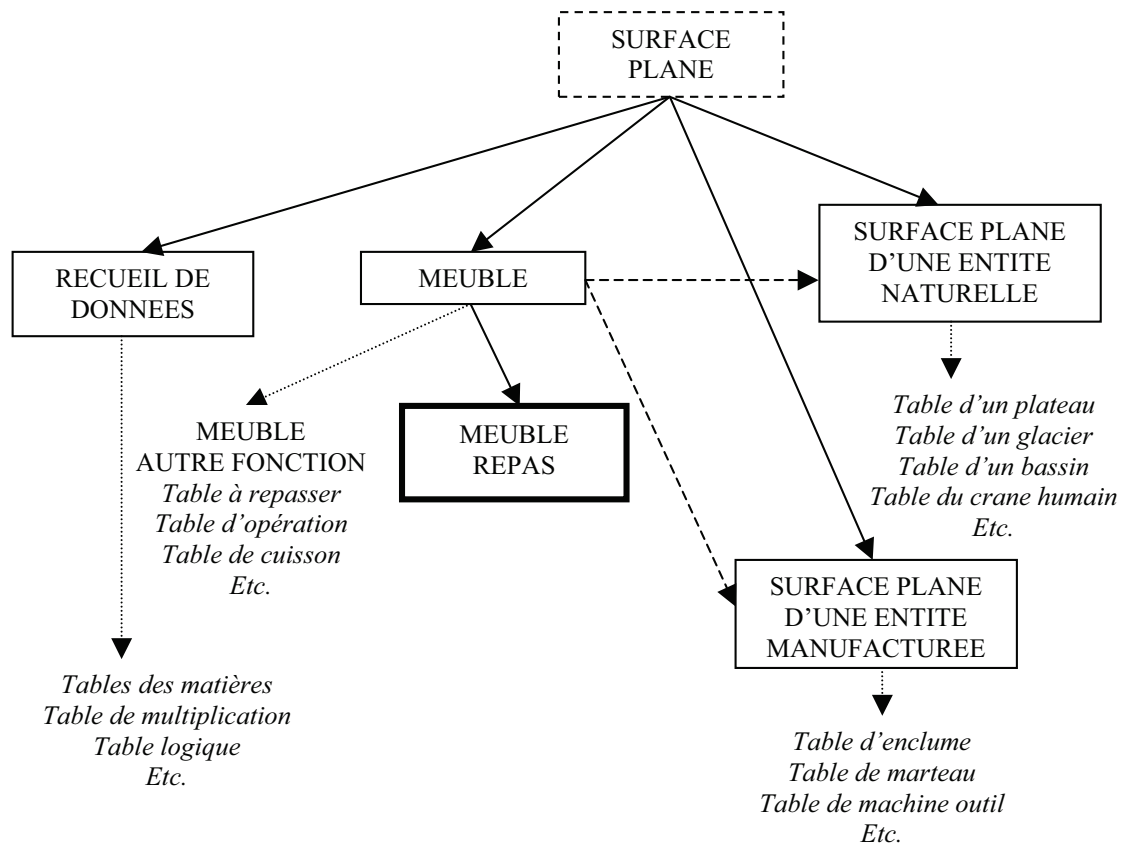 SURFACE
PLANE
RECUEIL DE
DONNEES
MEUBLE
SURFACE PLANE
D’UNE ENTITE
NATURELLE
MEUBLE
AUTRE FONCTION
Table à repasser
Table d’opération
Table de cuisson
Etc.
MEUBLE
REPAS
Table d’un plateau
Table d’un glacier
Table d’un bassin
Table du crane humain
Etc.
SURFACE PLANE
D’UNE ENTITE
MANUFACTUREE
Tables des matières
Table de multiplication
Table logique
Etc.
Table d’enclume
Table de marteau
Table de machine outil
Etc.